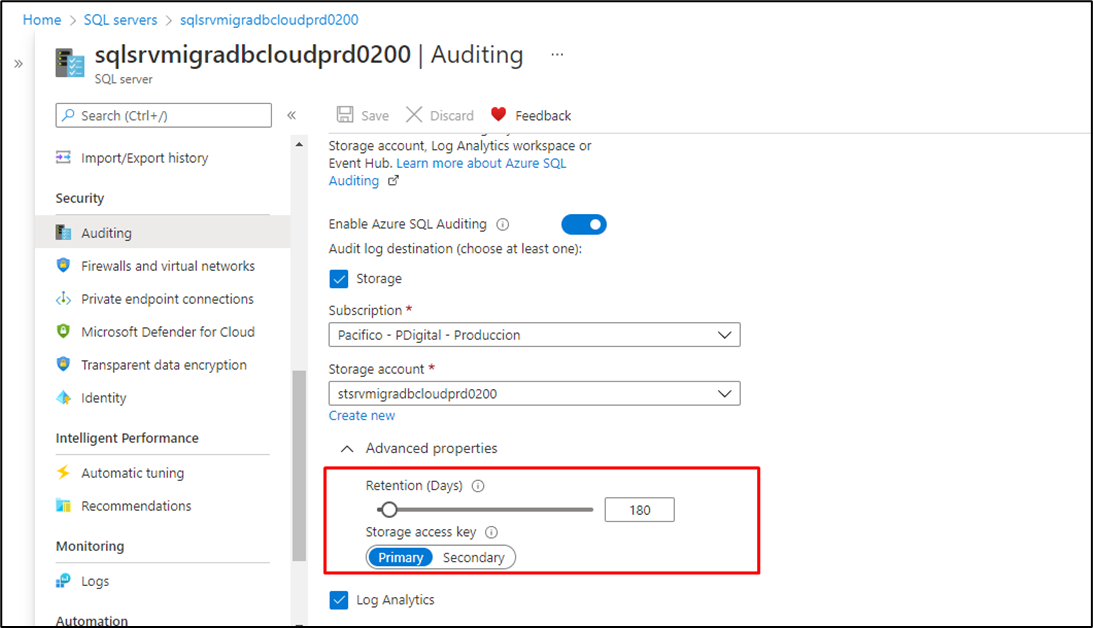 Home > SQL servers > sqlsrvmigradbcloudprd0200
»
sqlsrvmigradbcloudprd0200 | Auditing ...
SQL server
Search (Ctrl+/)
«
Import/Export history
Security
Auditing
Firewalls and virtual networks
Private endpoint connections
Microsoft Defender for Cloud
Transparent data encryption
Identity
Intelligent Performance
Automatic tuning
Recommendations
Monitoring
Logs
Automation
Save Discard Feedback
Storage account, Log Analytics workspace or
Event Hub. Learn more about Azure SQL
Auditing
Enable Azure SQL Auditing
Audit log destination (choose at least one):
Storage
Subscription *
Pacifico - PDigital - Produccion
Storage account *
stsrvmigradbcloudprd0200
Create new
Advanced properties
Retention (Days)
180
Storage access key
Primary Secondary
Log Analytics